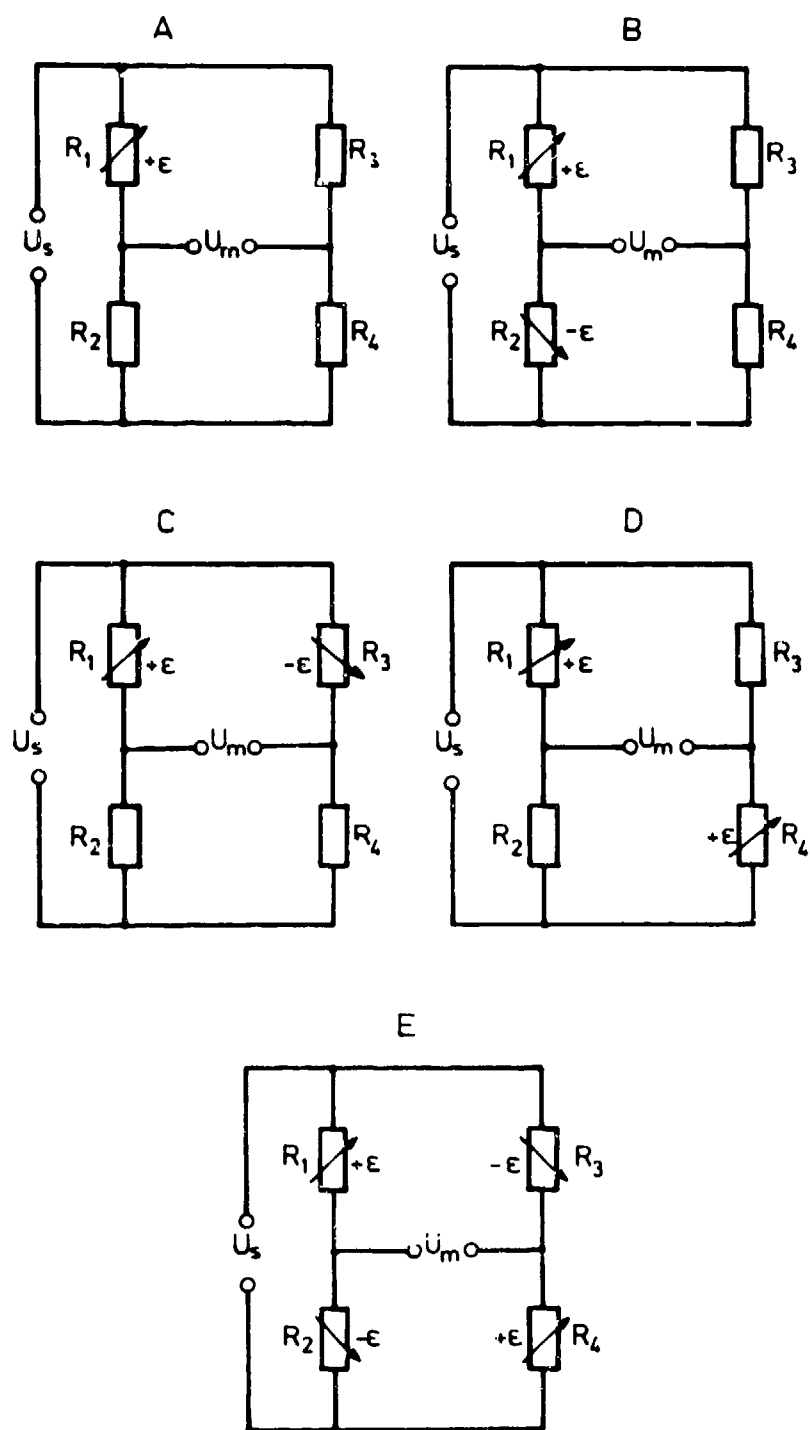 A
B
R1 +ε R3
R1 +ε R3
Us Um
Us Um
R2 R4
R2 -ε R4
C
D
R1 +ε -ε R3
R1 +ε R3
Us Um
Us Um
R2 R4
R2 +ε R4
E
R1 +ε -ε R3
Us Um
R2 -ε +ε R4